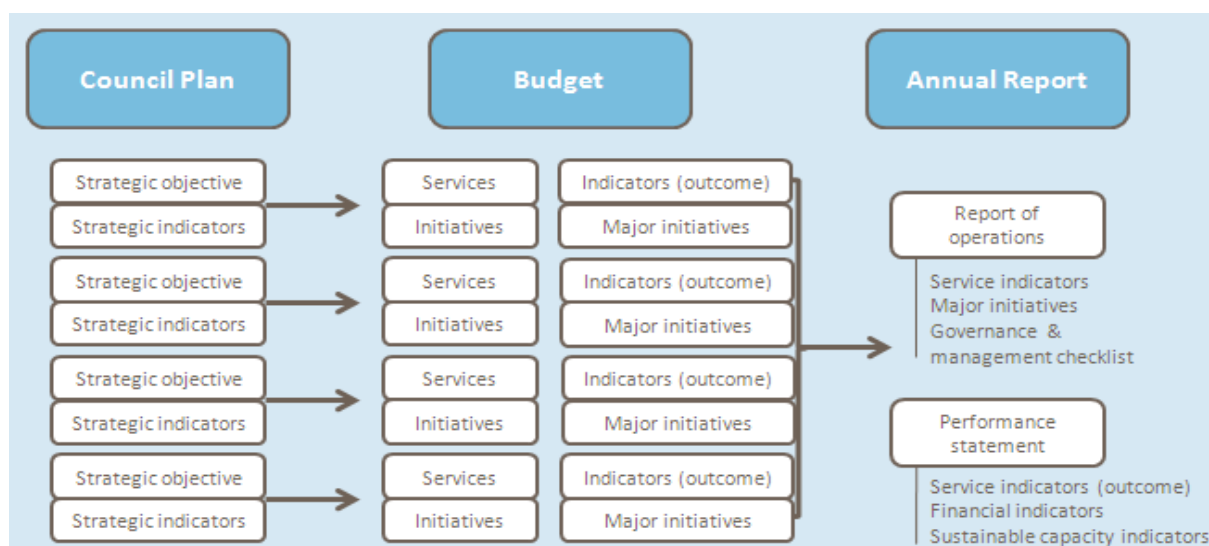 Council Plan
Budget
Annual Report
Strategic objective
Strategic indicators
Services
Initiatives
Indicators (outcome)
Major initiatives
Strategic objective
Strategic indicators
Services
Initiatives
Indicators (outcome)
Major initiatives
Strategic objective
Strategic indicators
Services
Initiatives
Indicators (outcome)
Major initiatives
Strategic objective
Strategic indicators
Services
Initiatives
Indicators (outcome)
Major initiatives
Report of
operations
Service indicators
Major initiatives
Governance &
management checklist
Performance
statement
Service indicators (outcome)
Financial indicators
Sustainable capacity indicators